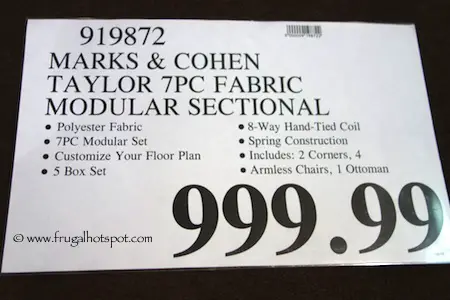 919872
MARKS & COHEN
TAYLOR 7PC FABRIC
MODULAR SECTIONAL
• Polyester Fabric
• 7PC Modular Set
• Customize Your Floor Plan
• 5 Box Set
• 8-Way Hand-Tied Coil
• Spring Construction
• Includes: 2 Corners, 4
• Armless Chairs, 1 Ottoman
999.99
© www.frugalhotspot.com